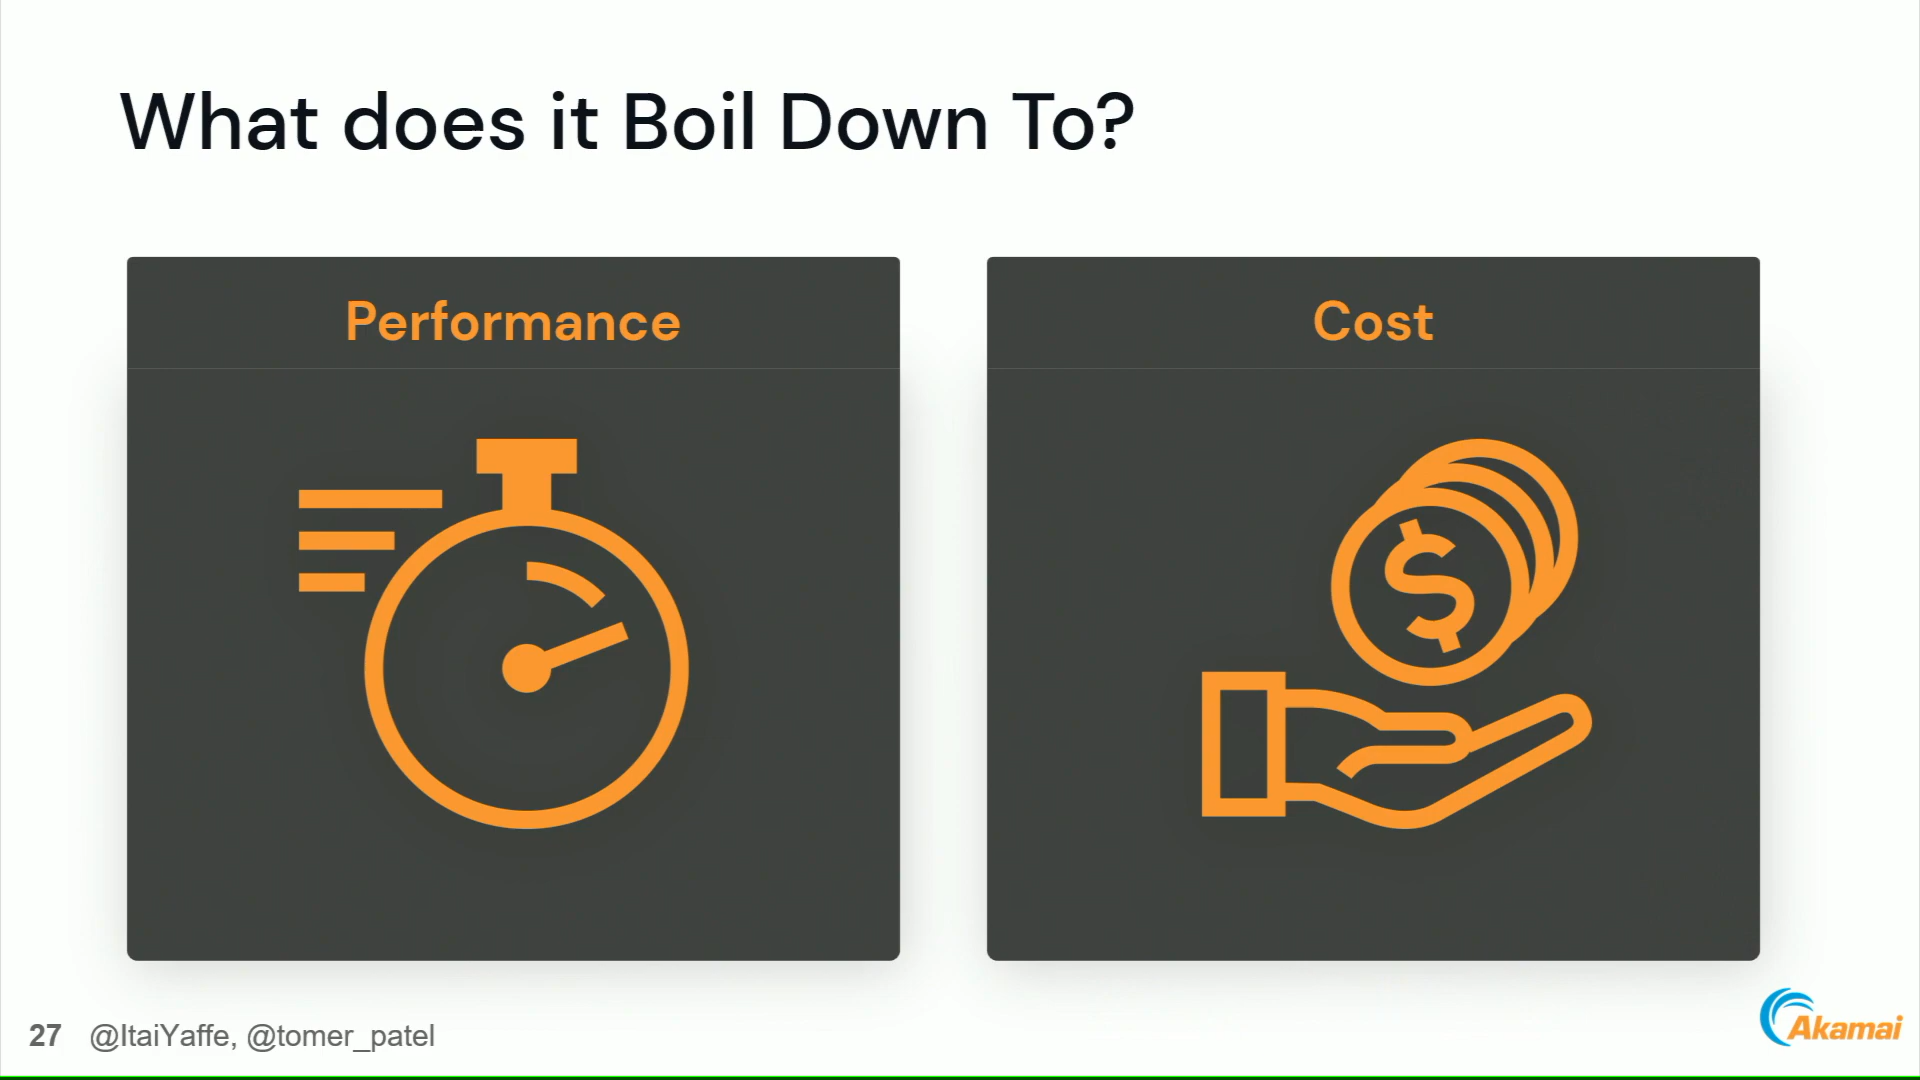 What does it Boil Down To?
Performance
Cost
$
27 @ItaiYaffe, @tomer_patel
Akamai